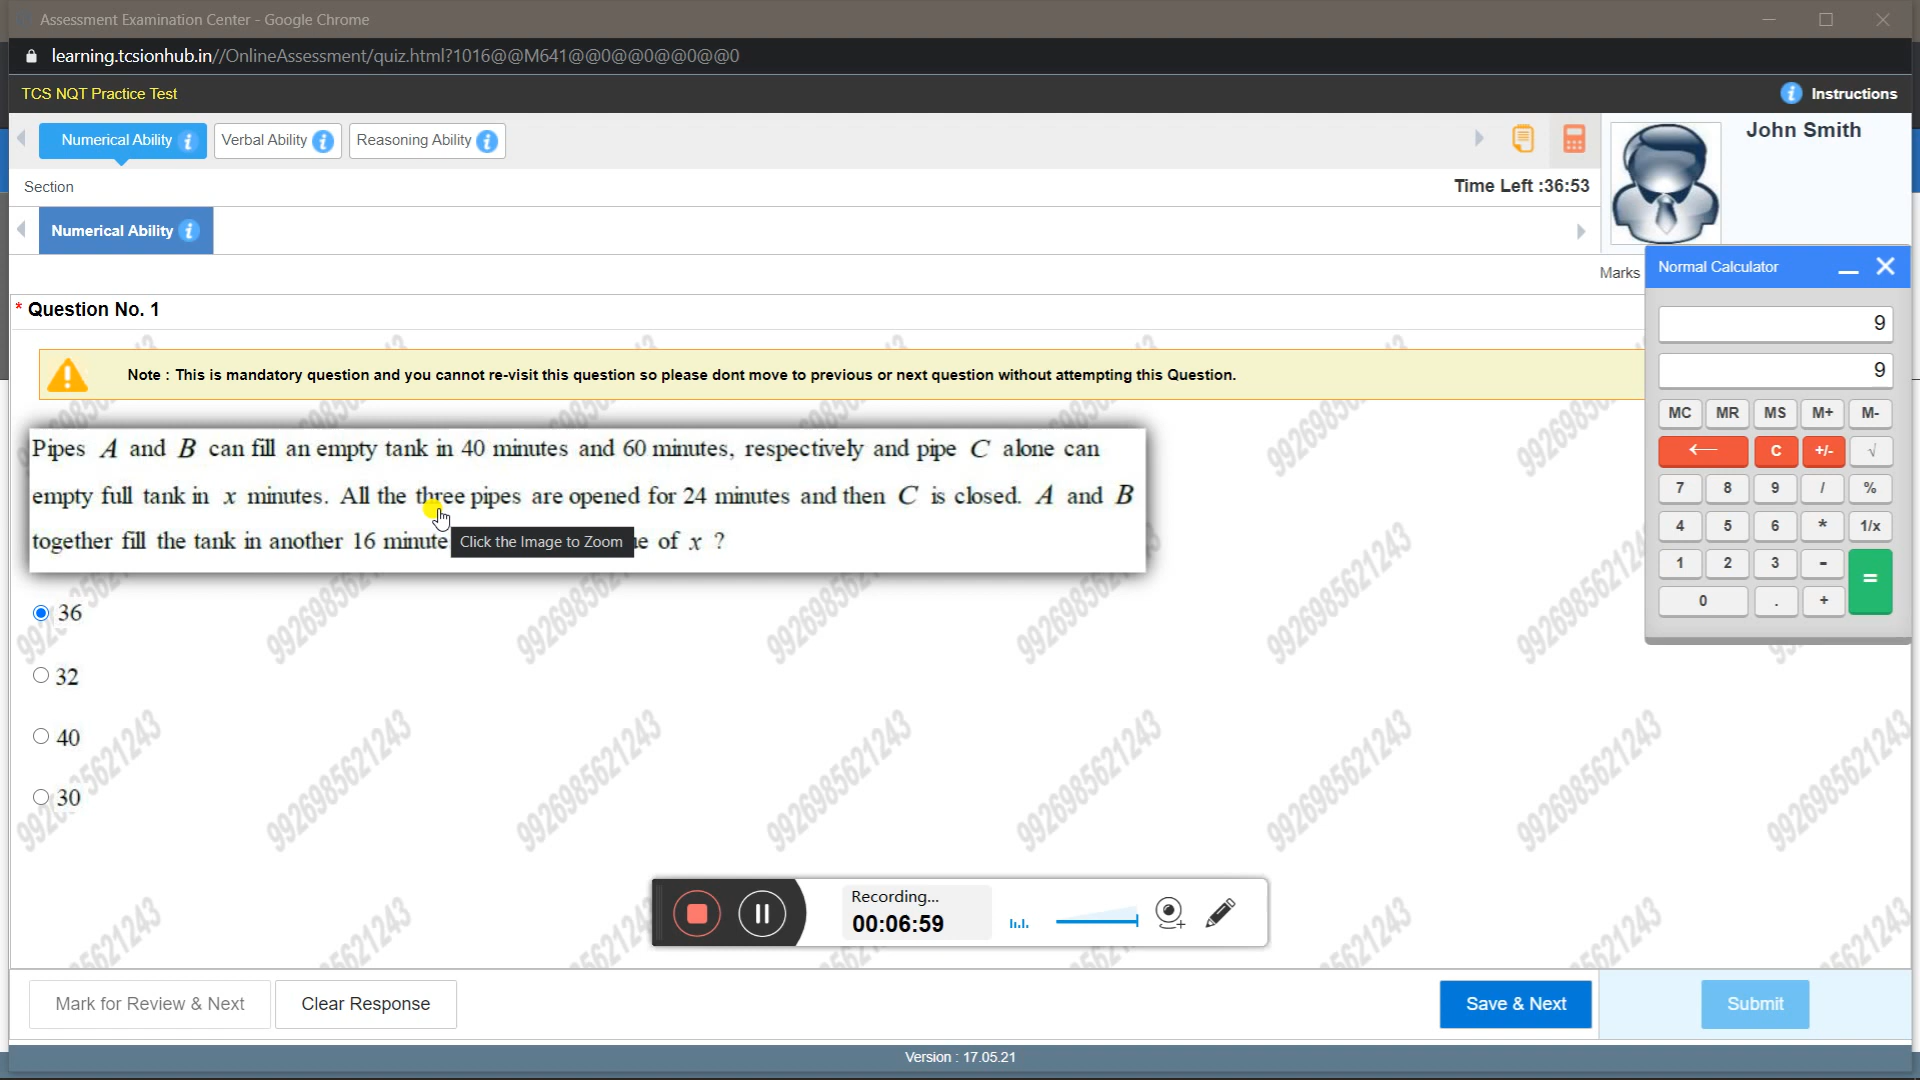 Assessment Examination Center - Google Chrome
learning.tcsionhub.in//OnlineAssessment/quiz.html?1016@@M641@@0@@0@@0@@0
TCS NQT Practice Test
Instructions
Numerical Ability i
Verbal Ability i
Reasoning Ability i
John Smith
Section
Time Left :36:53
Numerical Ability i
Marks
Normal Calculator
9
9
MC MR MS M+ M-
← C +/- √
7 8 9 / %
4 5 6 * 1/x
1 2 3 - =
0 . +
* Question No. 1
Note : This is mandatory question and you cannot re-visit this question so please dont move to previous or next question without attempting this Question.
Pipes A and B can fill an empty tank in 40 minutes and 60 minutes, respectively and pipe C alone can
empty full tank in x minutes. All the three pipes are opened for 24 minutes and then C is closed. A and B
together fill the tank in another 16 minute
Click the Image to Zoom
of x ?
36
32
40
30
9926985621243
Recording...
00:06:59
Mark for Review & Next
Clear Response
Save & Next
Submit
Version : 17.05.21